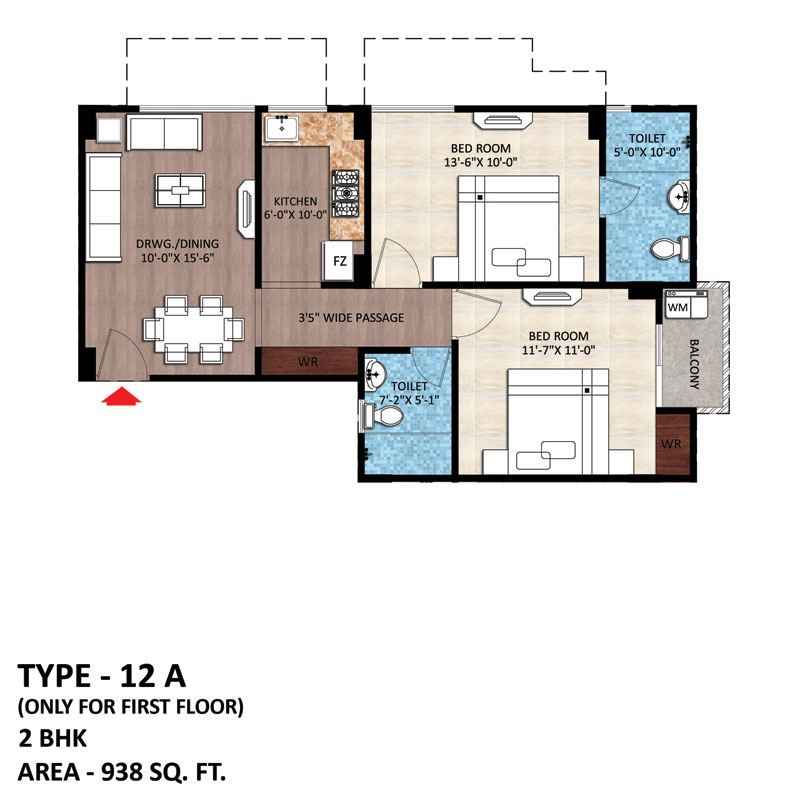 BED ROOM
13'-6"X 10'-0"
TOILET
5'-0"X 10'-0"
KITCHEN
6'-0"X 10'-0"
DRWG./DINING
10'-0"X 15'-6"
FZ
3'5" WIDE PASSAGE
WM
BED ROOM
11'-7"X 11'-0"
BALCONY
WR
TOILET
7'-2"X 5'-1"
WR
TYPE - 12 A
(ONLY FOR FIRST FLOOR)
2 BHK
AREA - 938 SQ. FT.